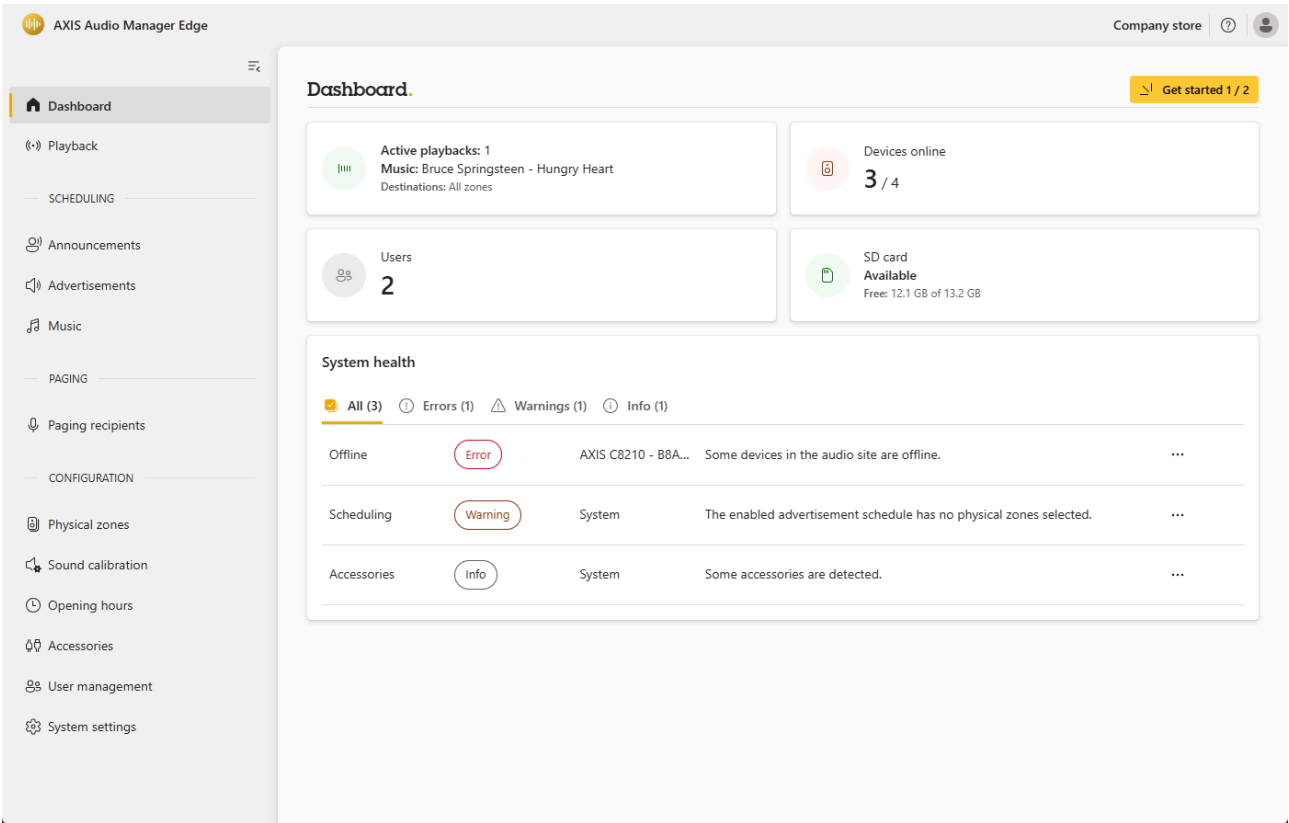 AXIS Audio Manager Edge
Company store
Dashboard
Playback
SCHEDULING
Announcements
Advertisements
Music
PAGING
Paging recipients
CONFIGURATION
Physical zones
Sound calibration
Opening hours
Accessories
User management
System settings
Dashboard.
Get started 1 / 2
Active playbacks: 1
Music: Bruce Springsteen - Hungry Heart
Destinations: All zones
Devices online
3 / 4
Users
2
SD card
Available
Free: 12.1 GB of 13.2 GB
System health
All (3) Errors (1) Warnings (1) Info (1)
Offline Error AXIS C8210 - B8A... Some devices in the audio site are offline. ...
Scheduling Warning System The enabled advertisement schedule has no physical zones selected. ...
Accessories Info System Some accessories are detected. ...